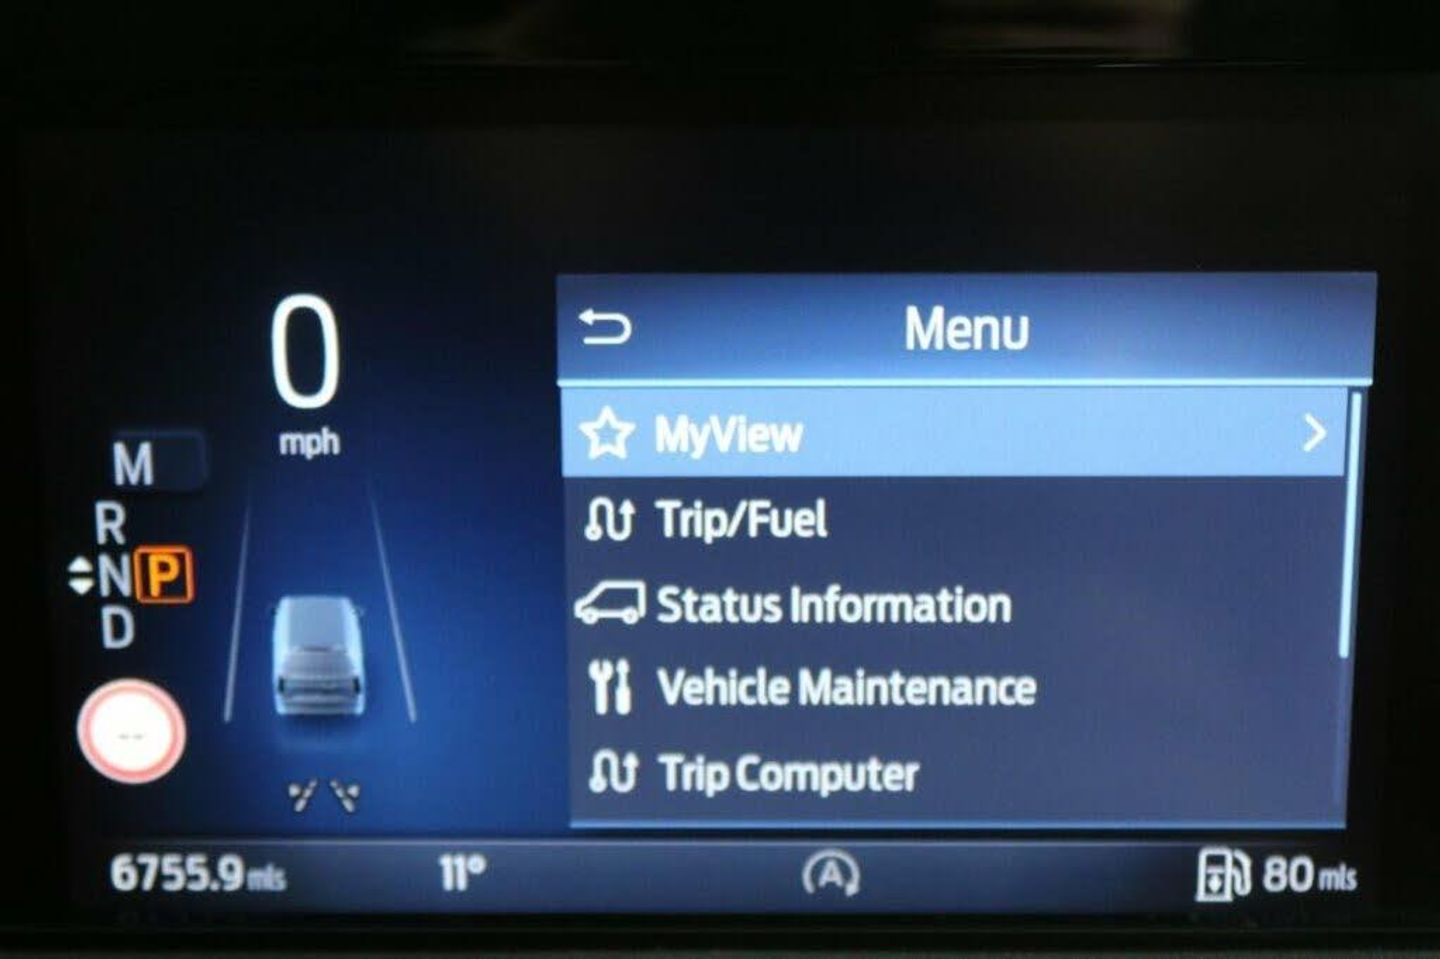 0
mph
M
R
N P
D
--
Menu
MyView
Trip/Fuel
Status Information
Vehicle Maintenance
Trip Computer
6755.9 mls
11°
A
80 mls